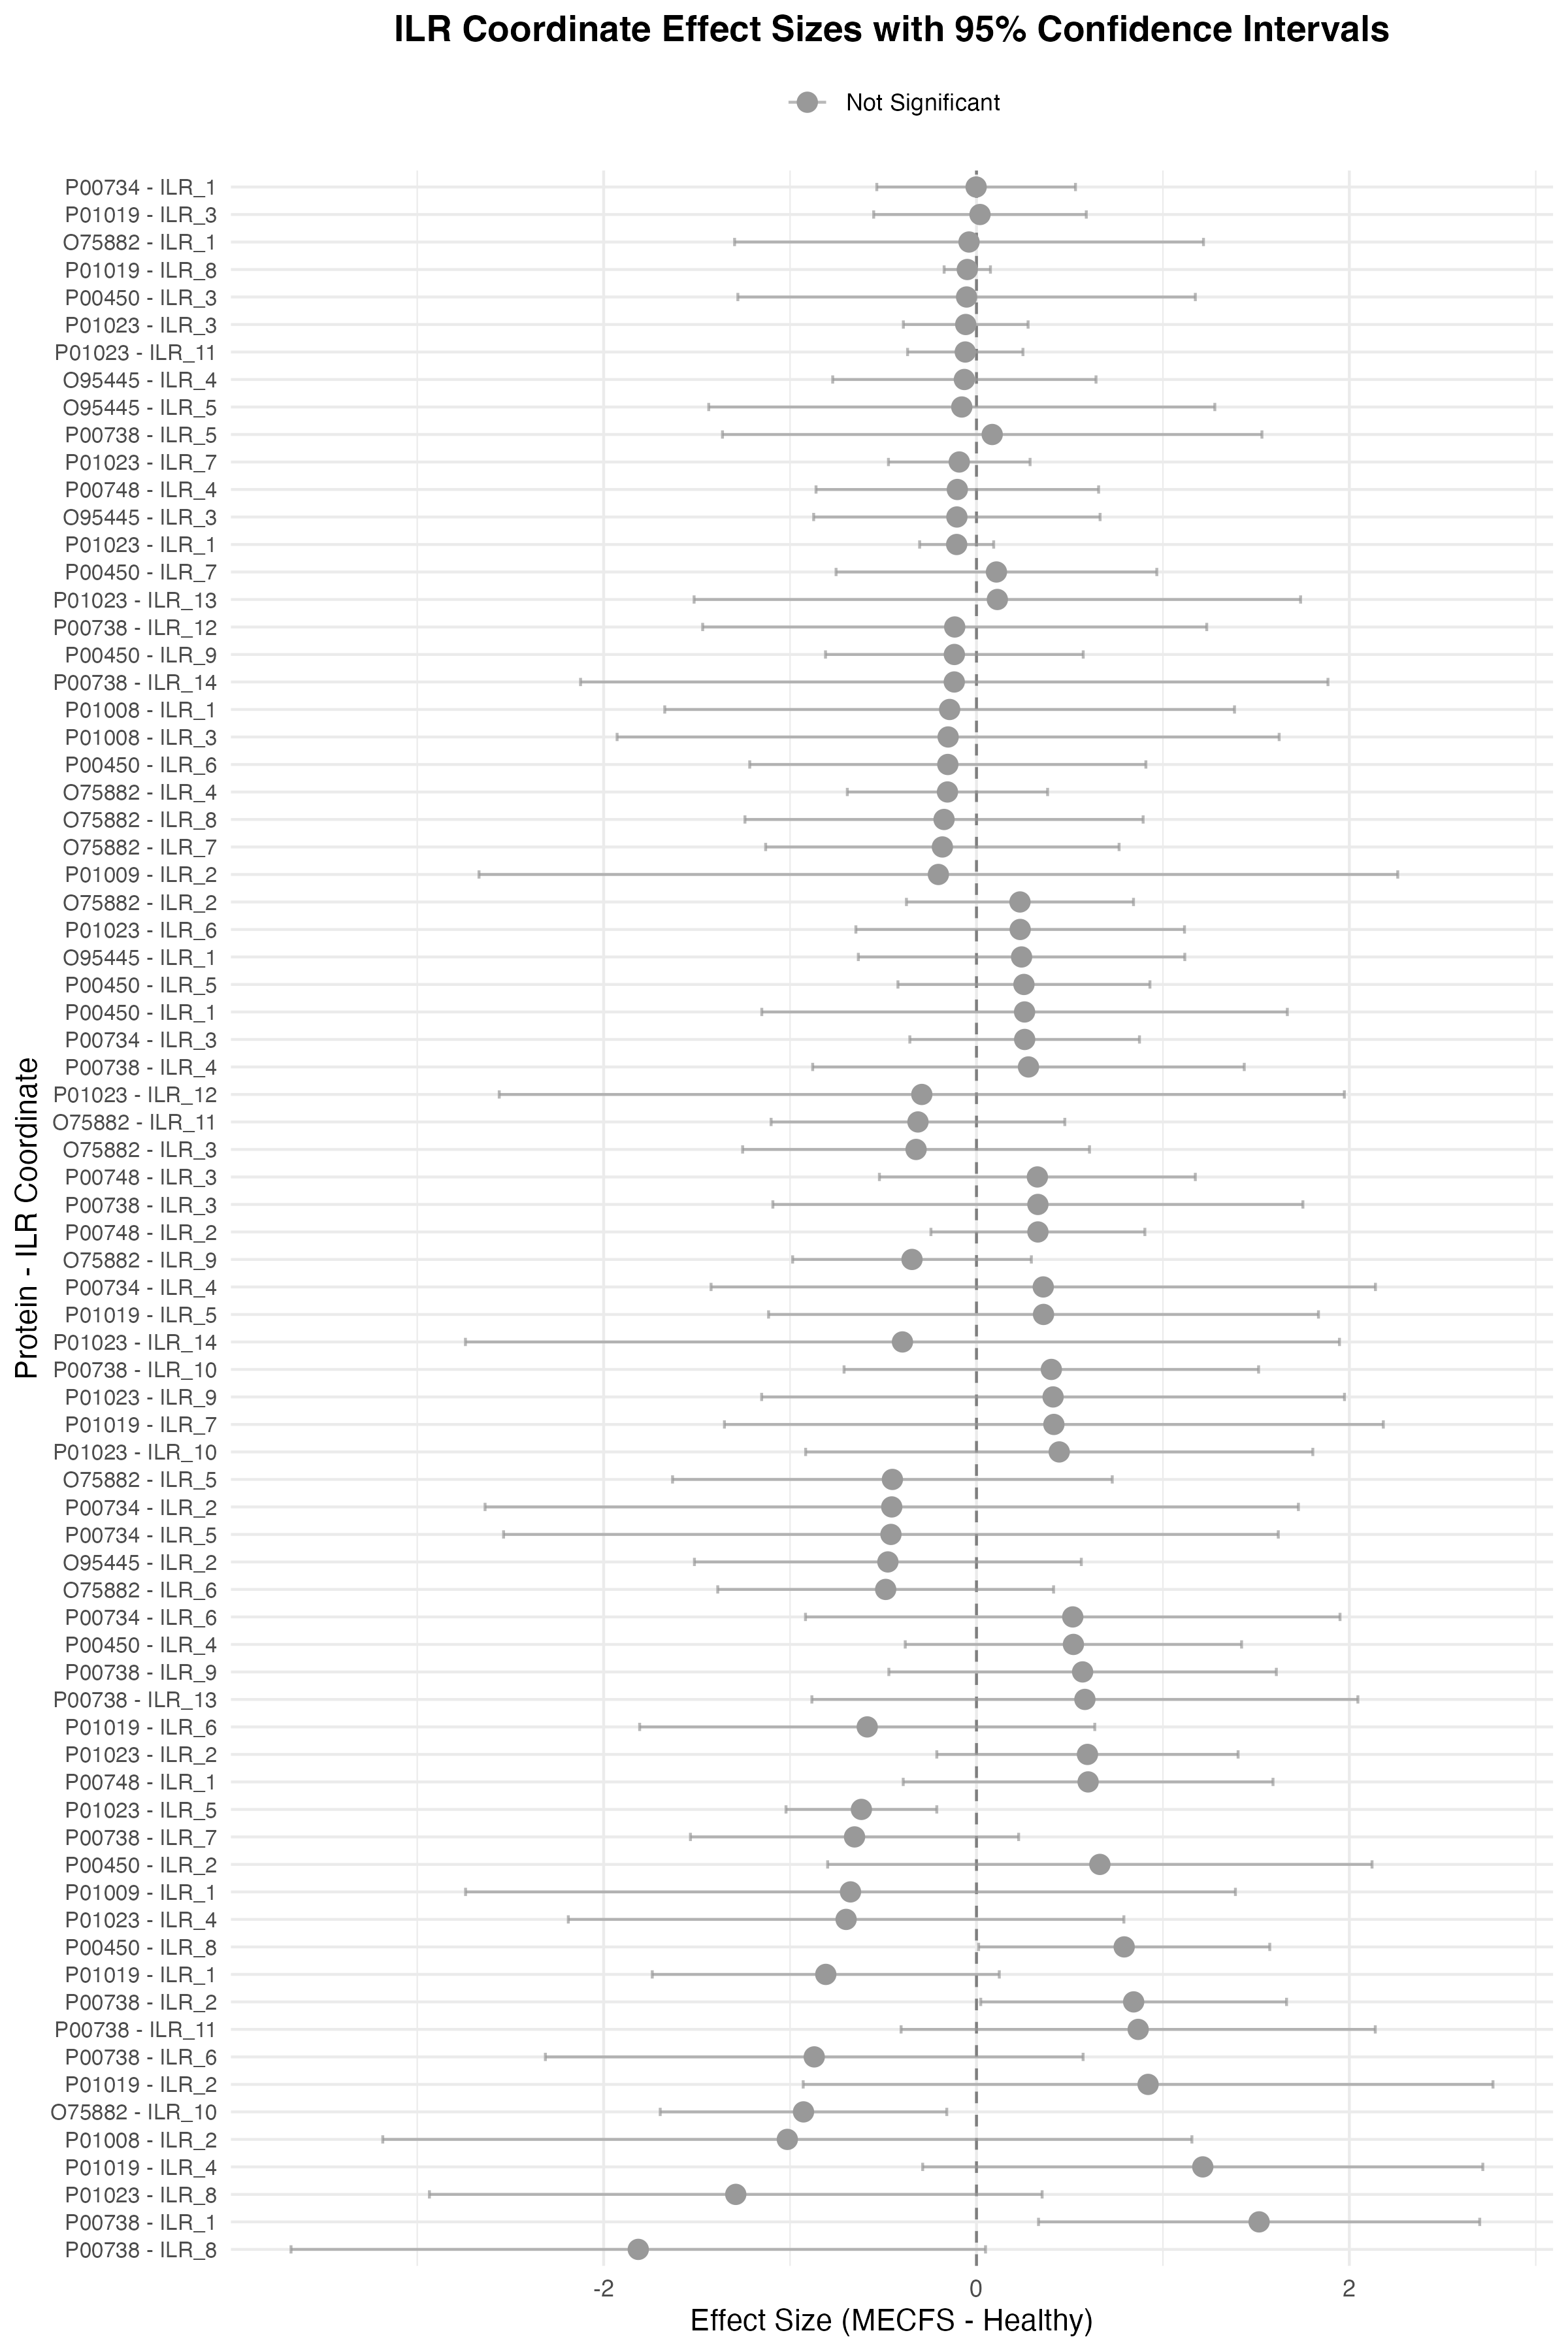 ILR Coordinate Effect Sizes with 95% Confidence Intervals
Not Significant
P00734 - ILR_1
P01019 - ILR_3
O75882 - ILR_1
P01019 - ILR_8
P00450 - ILR_3
P01023 - ILR_3
P01023 - ILR_11
O95445 - ILR_4
O95445 - ILR_5
P00738 - ILR_5
P01023 - ILR_7
P00748 - ILR_4
O95445 - ILR_3
P01023 - ILR_1
P00450 - ILR_7
P01023 - ILR_13
P00738 - ILR_12
P00450 - ILR_9
P00738 - ILR_14
P01008 - ILR_1
P01008 - ILR_3
P00450 - ILR_6
O75882 - ILR_4
O75882 - ILR_8
O75882 - ILR_7
P01009 - ILR_2
O75882 - ILR_2
P01023 - ILR_6
O95445 - ILR_1
P00450 - ILR_5
P00450 - ILR_1
P00734 - ILR_3
P00738 - ILR_4
P01023 - ILR_12
O75882 - ILR_11
O75882 - ILR_3
P00748 - ILR_3
P00738 - ILR_3
P00748 - ILR_2
O75882 - ILR_9
P00734 - ILR_4
P01019 - ILR_5
P01023 - ILR_14
P00738 - ILR_10
P01023 - ILR_9
P01019 - ILR_7
P01023 - ILR_10
O75882 - ILR_5
P00734 - ILR_2
P00734 - ILR_5
O95445 - ILR_2
O75882 - ILR_6
P00734 - ILR_6
P00450 - ILR_4
P00738 - ILR_9
P00738 - ILR_13
P01019 - ILR_6
P01023 - ILR_2
P00748 - ILR_1
P01023 - ILR_5
P00738 - ILR_7
P00450 - ILR_2
P01009 - ILR_1
P01023 - ILR_4
P00450 - ILR_8
P01019 - ILR_1
P00738 - ILR_2
P00738 - ILR_11
P00738 - ILR_6
P01019 - ILR_2
O75882 - ILR_10
P01008 - ILR_2
P01019 - ILR_4
P01023 - ILR_8
P00738 - ILR_1
P00738 - ILR_8
Protein - ILR Coordinate
-2 0 2
Effect Size (MECFS - Healthy)